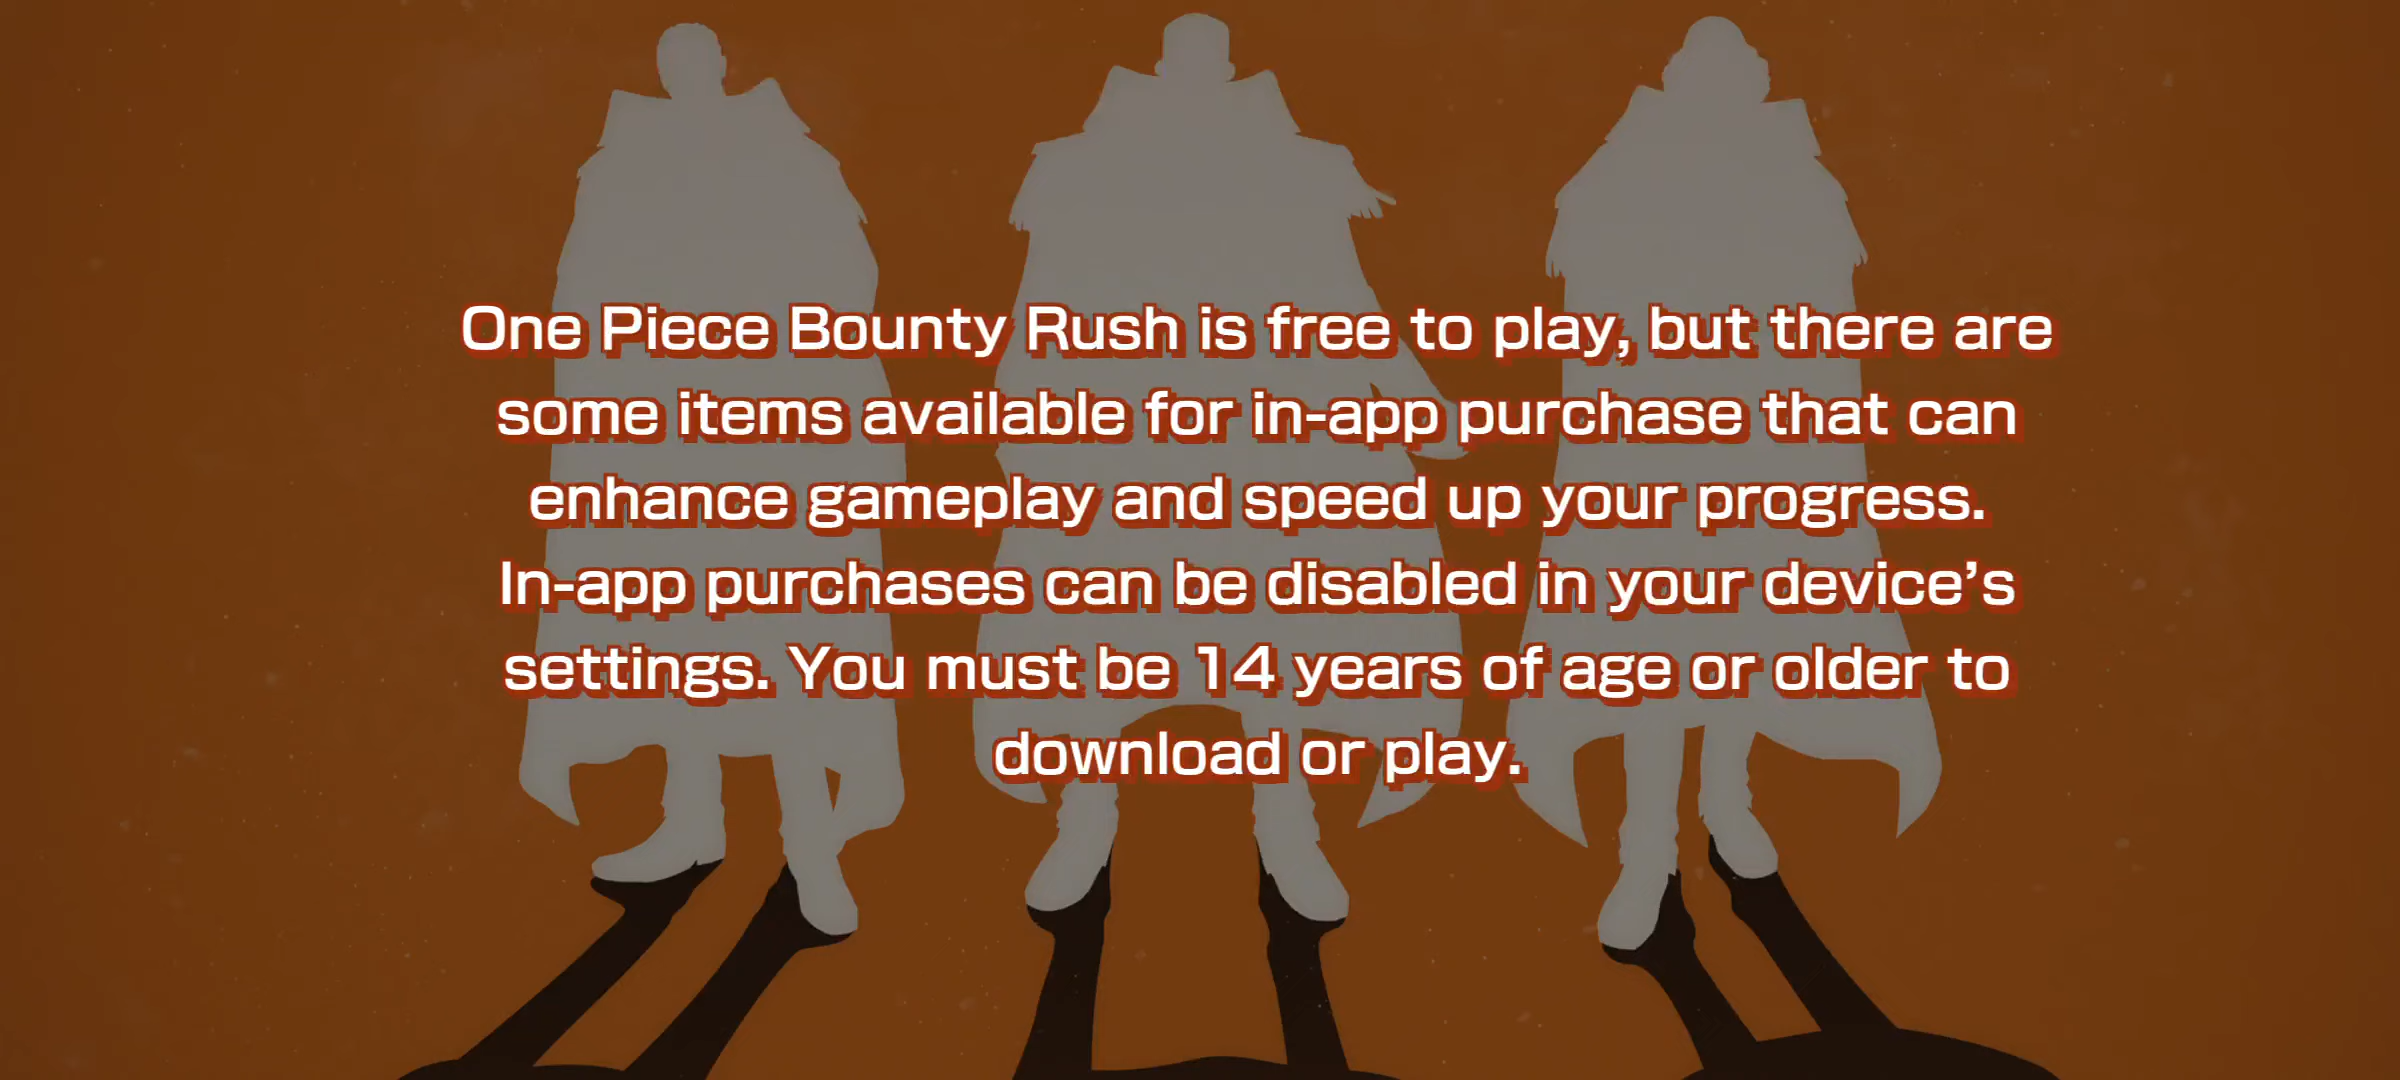 One Piece Bounty Rush is free to play, but there are
some items available for in-app purchase that can
enhance gameplay and speed up your progress.
In-app purchases can be disabled in your device’s
settings. You must be 14 years of age or older to
download or play.